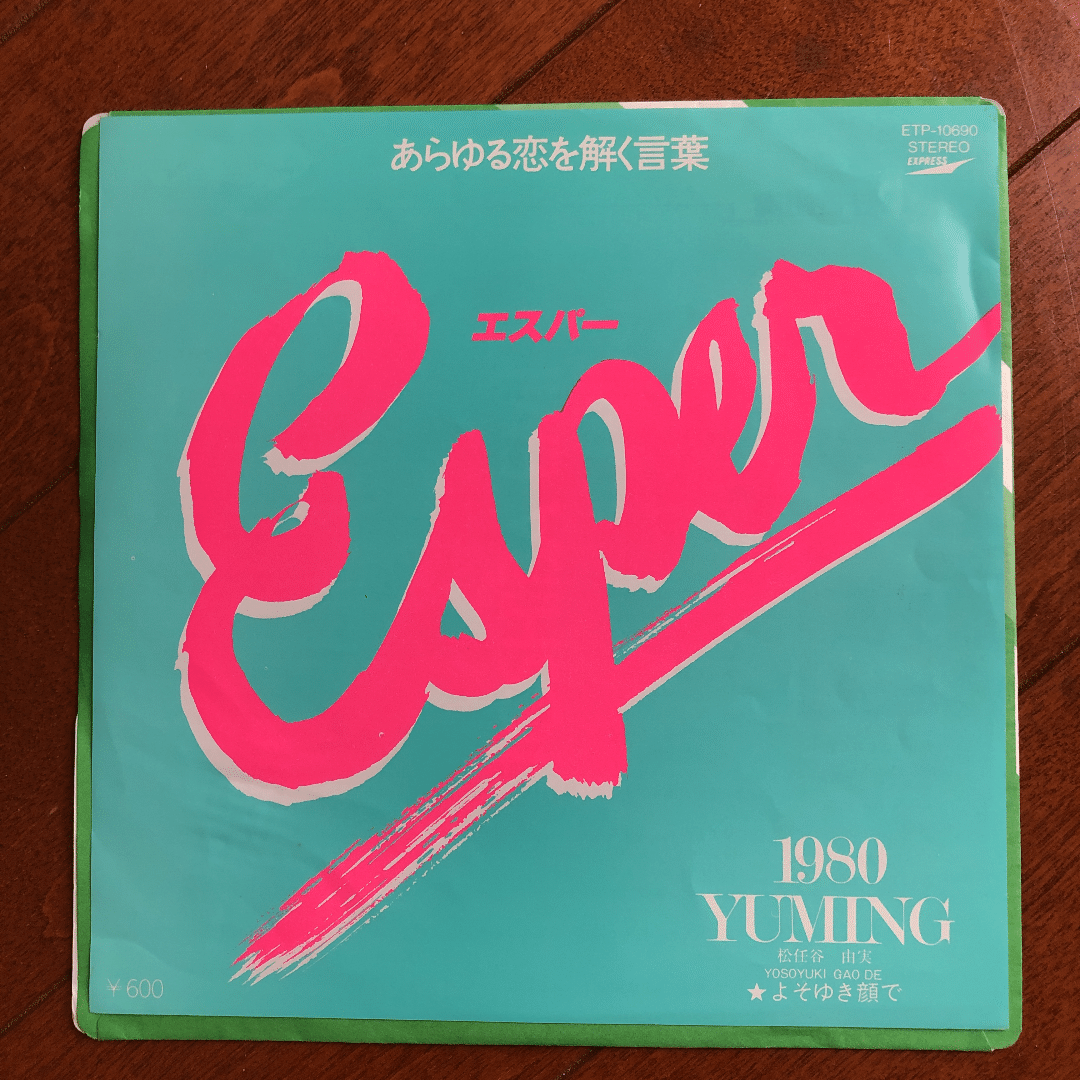 あらゆる恋を解く言葉
ETP-10690
STEREO
EXPRESS
エスパー
Esper
1980
YUMING
松任谷 由実
YOSOYUKI GAO DE
★よそゆき顔で
¥600